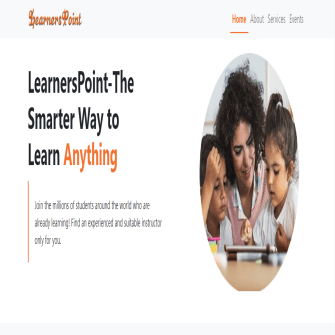 LearnersPoint
Home About Services Events
LearnersPoint-The
Smarter Way to
Learn Anything
Join the millions of students around the world who are
already learning! Find an experienced and suitable instructor
only for you.